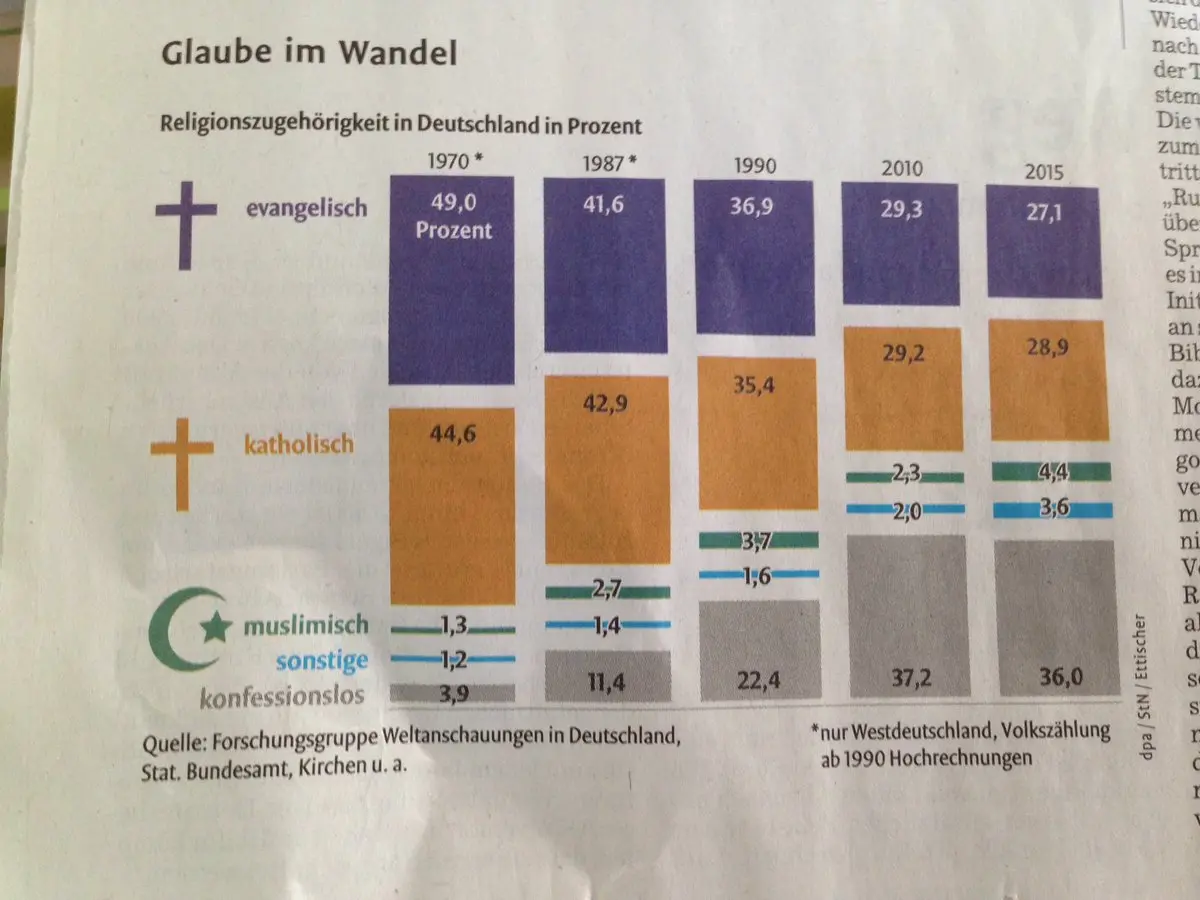 Glaube im Wandel
Religionszugehörigkeit in Deutschland in Prozent
1970 * 1987 * 1990 2010 2015
evangelisch 49,0 41,6 36,9 29,3 27,1
Prozent
katholisch 44,6 42,9 35,4 29,2 28,9
muslimisch 1,3 2,7 3,7 2,3 4,4
sonstige 1,2 1,4 1,6 2,0 3,6
konfessionslos 3,9 11,4 22,4 37,2 36,0
Quelle: Forschungsgruppe Weltanschauungen in Deutschland,
Stat. Bundesamt, Kirchen u. a.
*nur Westdeutschland, Volkszählung
ab 1990 Hochrechnungen
dpa / StN / Ettischer
nach
der T
stem
Die
zum
tritt
„Ru
übe
Spr
es in
Init
an
Bib
daz
Mo
me
go
ve
m
ni